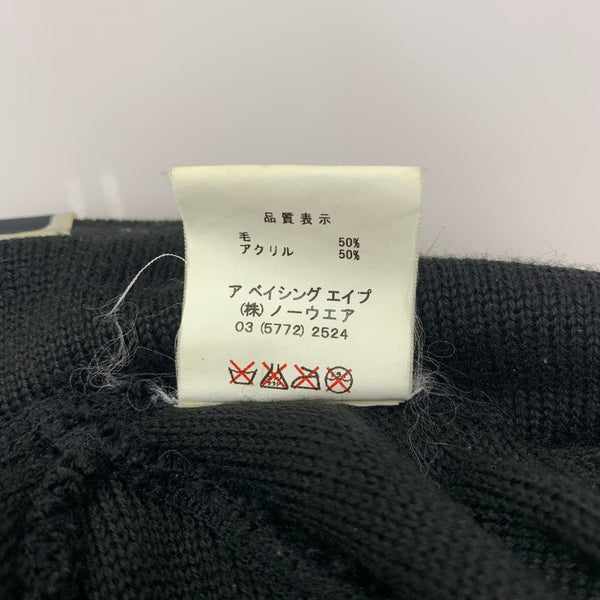 品質表示
毛 50%
アクリル 50%
ア ベイシング エイプ
(株) ノーウエア
03 (5772) 2524